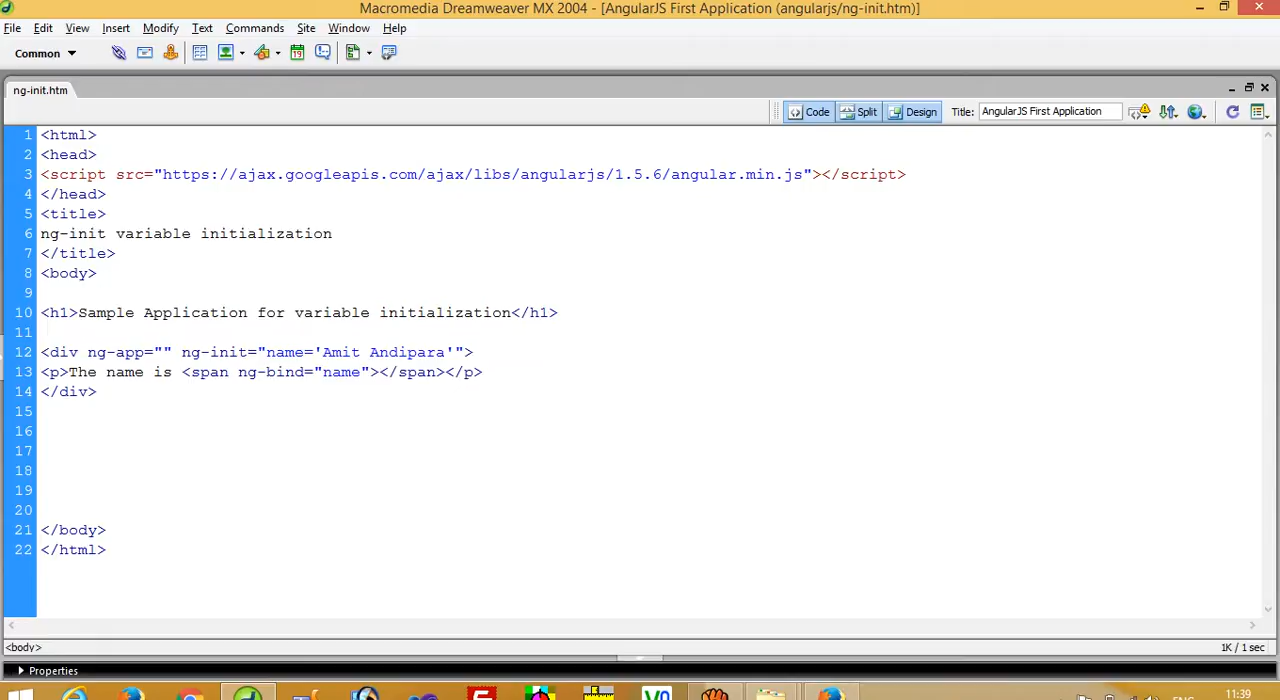 Macromedia Dreamweaver MX 2004 - [AngularJS First Application (angularjs/ng-init.htm)]
File Edit View Insert Modify Text Commands Site Window Help
Common
ng-init.htm
Code Split Design Title: AngularJS First Application
1 <html>
2 <head>
3 <script src="https://ajax.googleapis.com/ajax/libs/angularjs/1.5.6/angular.min.js"></script>
4 </head>
5 <title>
6 ng-init variable initialization
7 </title>
8 <body>
9
10 <h1>Sample Application for variable initialization</h1>
11
12 <div ng-app="" ng-init="name='Amit Andipara'">
13 <p>The name is <span ng-bind="name"></span></p>
14 </div>
15
16
17
18
19
20
21 </body>
22 </html>
<body> 1K / 1 sec
Properties
ENG 11:39